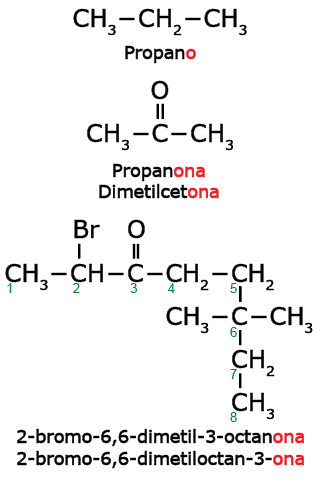 CH₃—CH₂—CH₃
Propano
O
CH₃—C—CH₃
Propanona
Dimetilcetona
Br O
CH₃—CH—C—CH₂—CH₂
1 2 3 4 5
CH₃—C—CH₃
6
CH₂
7
CH₃
8
2-bromo-6,6-dimetil-3-octanona
2-bromo-6,6-dimetiloctan-3-ona